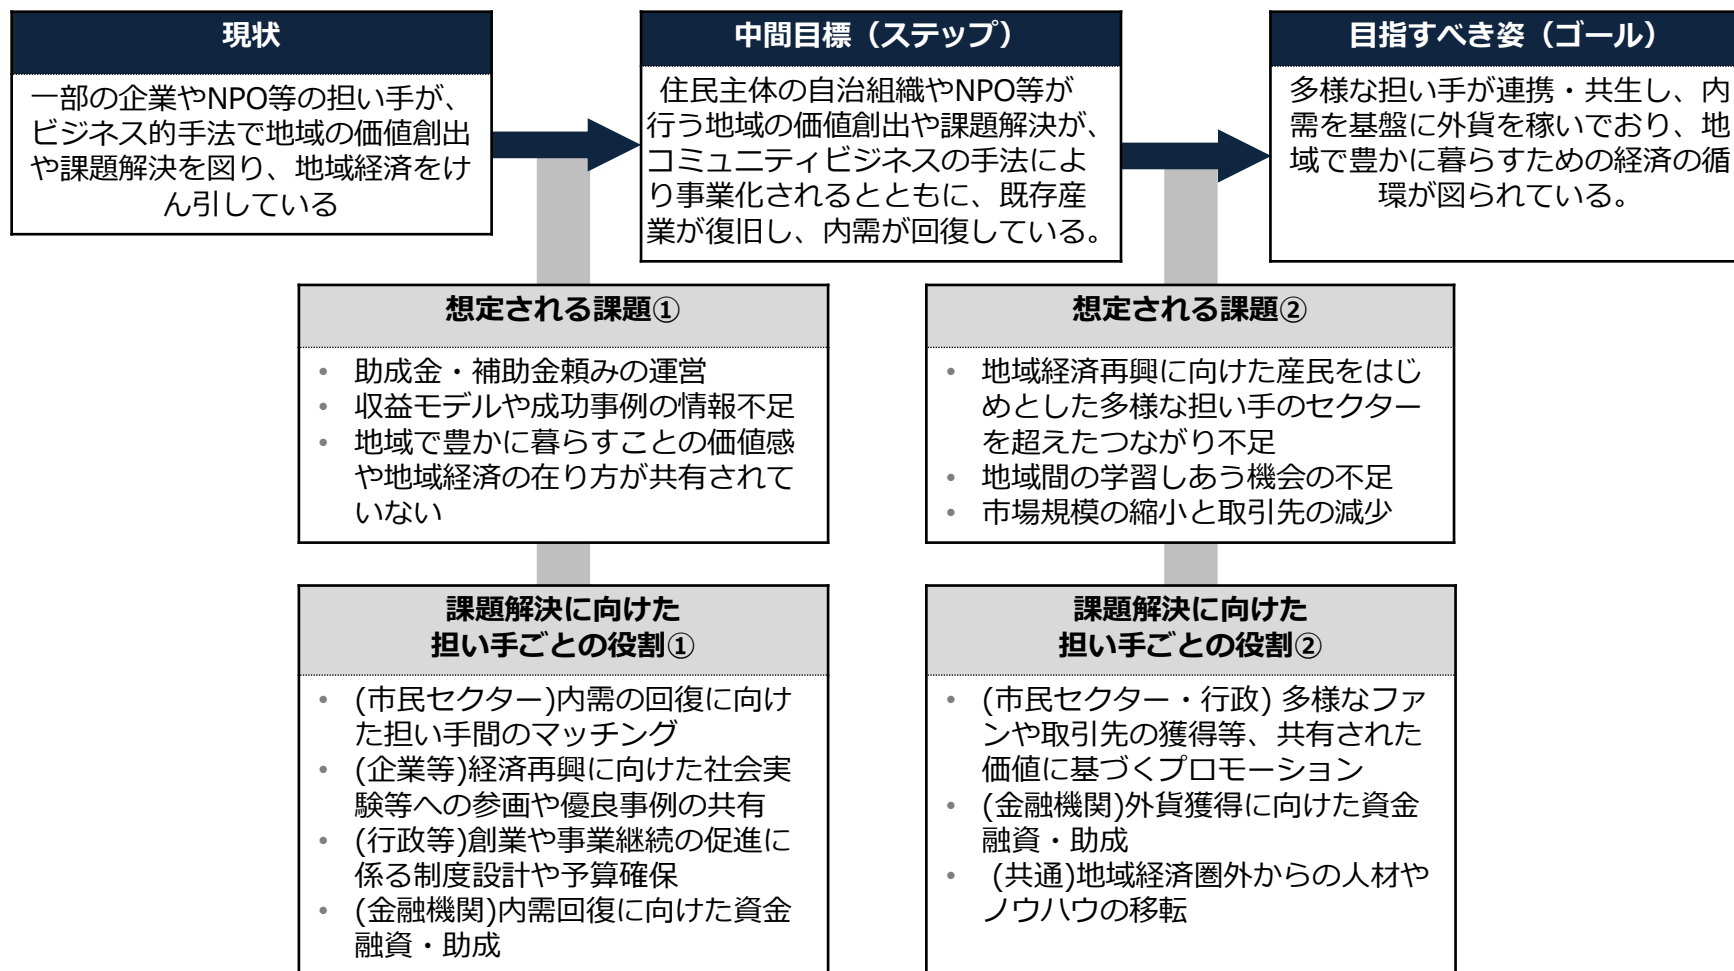 現状
一部の企業やNPO等の担い手が、
ビジネス的手法で地域の価値創出
や課題解決を図り、地域経済をけ
ん引している
中間目標（ステップ）
住民主体の自治組織やNPO等が
行う地域の価値創出や課題解決が、
コミュニティビジネスの手法によ
り事業化されるとともに、既存産
業が復旧し、内需が回復している。
目指すべき姿（ゴール）
多様な担い手が連携・共生し、内
需を基盤に外貨を稼いでおり、地
域で豊かに暮らすための経済の循
環が図られている。
想定される課題①
• 助成金・補助金頼みの運営
• 収益モデルや成功事例の情報不足
• 地域で豊かに暮らすことの価値感
や地域経済の在り方が共有されて
いない
想定される課題②
• 地域経済再興に向けた産民をはじ
めとした多様な担い手のセクター
を超えたつながり不足
• 地域間の学習しあう機会の不足
• 市場規模の縮小と取引先の減少
課題解決に向けた
担い手ごとの役割①
• (市民セクター)内需の回復に向け
た担い手間のマッチング
• (企業等)経済再興に向けた社会実
験等への参画や優良事例の共有
• (行政等)創業や事業継続の促進に
係る制度設計や予算確保
• (金融機関)内需回復に向けた資金
融資・助成
課題解決に向けた
担い手ごとの役割②
• (市民セクター・行政) 多様なファ
ンや取引先の獲得等、共有された
価値に基づくプロモーション
• (金融機関)外貨獲得に向けた資金
融資・助成
• (共通)地域経済圏外からの人材や
ノウハウの移転